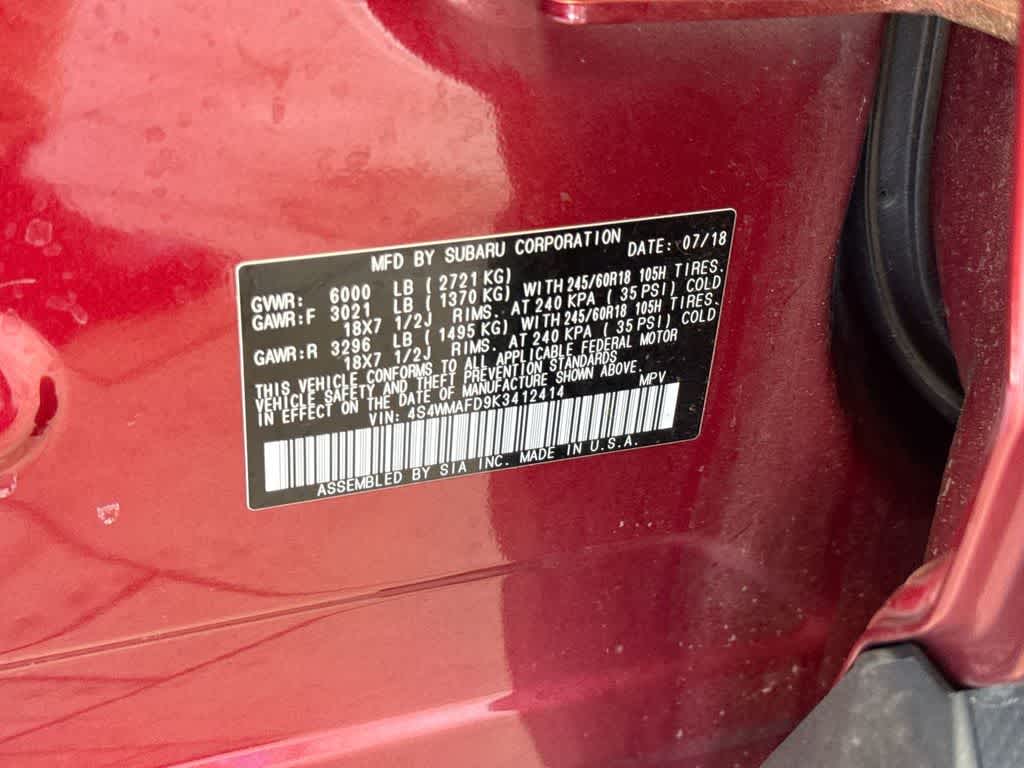 MFD BY SUBARU CORPORATION DATE: 07/18
GVWR: 6000 LB ( 2721 KG)
GAWR:F 3021 LB ( 1370 KG) WITH 245/60R18 105H TIRES.
18X7 1/2J RIMS. AT 240 KPA ( 35 PSI) COLD
GAWR:R 3296 LB ( 1495 KG) WITH 245/60R18 105H TIRES.
18X7 1/2J RIMS. AT 240 KPA ( 35 PSI) COLD
THIS VEHICLE CONFORMS TO ALL APPLICABLE FEDERAL MOTOR
VEHICLE SAFETY AND THEFT PREVENTION STANDARDS
IN EFFECT ON THE DATE OF MANUFACTURE SHOWN ABOVE.
VIN: 4S4WMAFD9K3412414 MPV
ASSEMBLED BY SIA INC. MADE IN U.S.A.